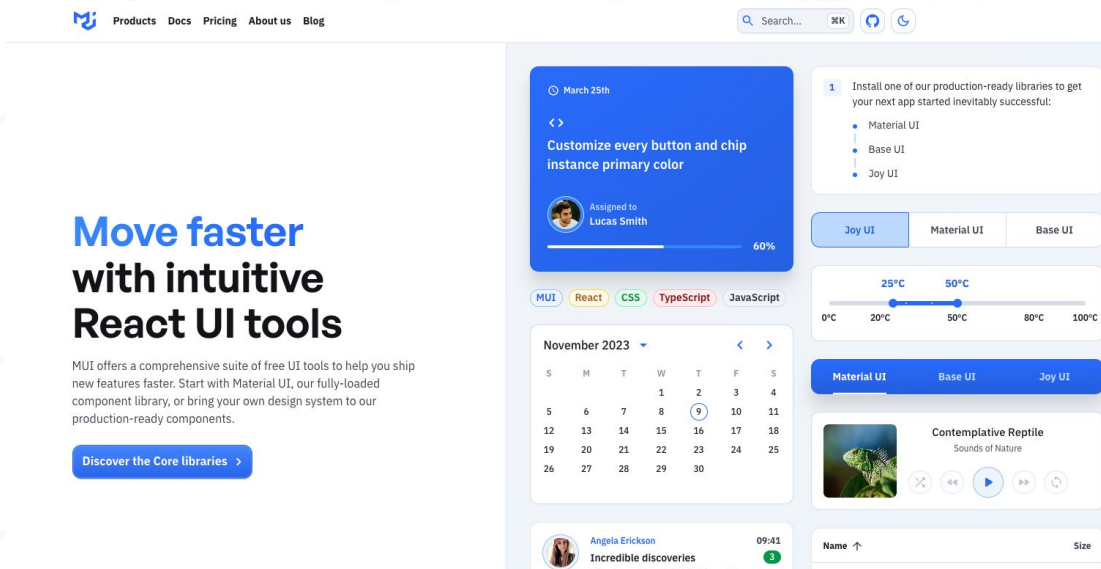 Products Docs Pricing About us Blog
Search... ⌘K
Move faster
with intuitive
React UI tools
MUI offers a comprehensive suite of free UI tools to help you ship
new features faster. Start with Material UI, our fully-loaded
component library, or bring your own design system to our
production-ready components.
Discover the Core libraries
March 25th
Customize every button and chip
instance primary color
Assigned to
Lucas Smith
60%
MUI React CSS TypeScript JavaScript
November 2023
S M T W T F S
1 2 3 4
5 6 7 8 9 10 11
12 13 14 15 16 17 18
19 20 21 22 23 24 25
26 27 28 29 30
Angela Erickson 09:41
Incredible discoveries 3
1 Install one of our production-ready libraries to get
your next app started inevitably successful:
Material UI
Base UI
Joy UI
Joy UI Material UI Base UI
25°C 50°C
0°C 20°C 50°C 80°C 100°C
Material UI Base UI Joy UI
Contemplative Reptile
Sounds of Nature
Name Size